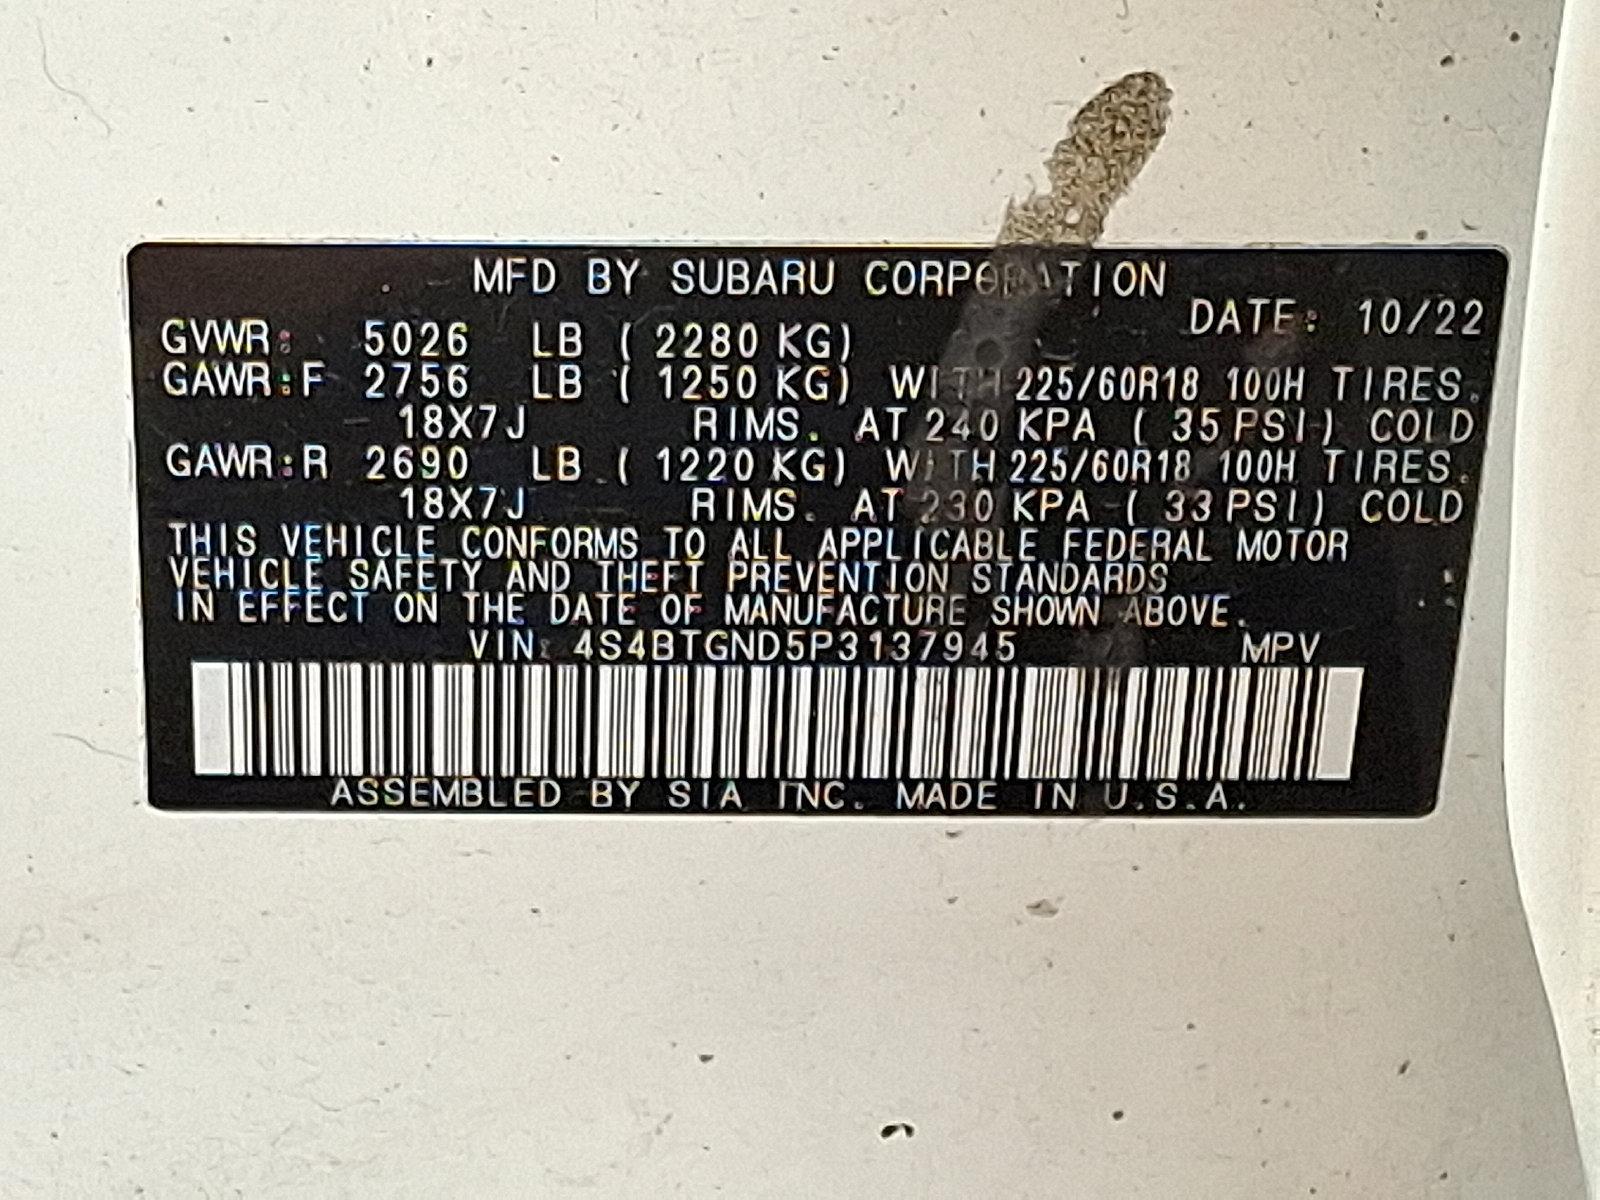 MFD BY SUBARU CORPORATION
DATE: 10/22
GVWR: 5026 LB ( 2280 KG)
GAWR:F 2756 LB ( 1250 KG) WITH 225/60R18 100H TIRES.
18X7J RIMS. AT 240 KPA ( 35 PSI ) COLD
GAWR:R 2690 LB ( 1220 KG) WITH 225/60R18 100H TIRES.
18X7J RIMS. AT 230 KPA ( 33 PSI ) COLD
THIS VEHICLE CONFORMS TO ALL APPLICABLE FEDERAL MOTOR
VEHICLE SAFETY AND THEFT PREVENTION STANDARDS
IN EFFECT ON THE DATE OF MANUFACTURE SHOWN ABOVE.
VIN: 4S4BTGND5P3137945 MPV
ASSEMBLED BY SIA INC. MADE IN U.S.A.